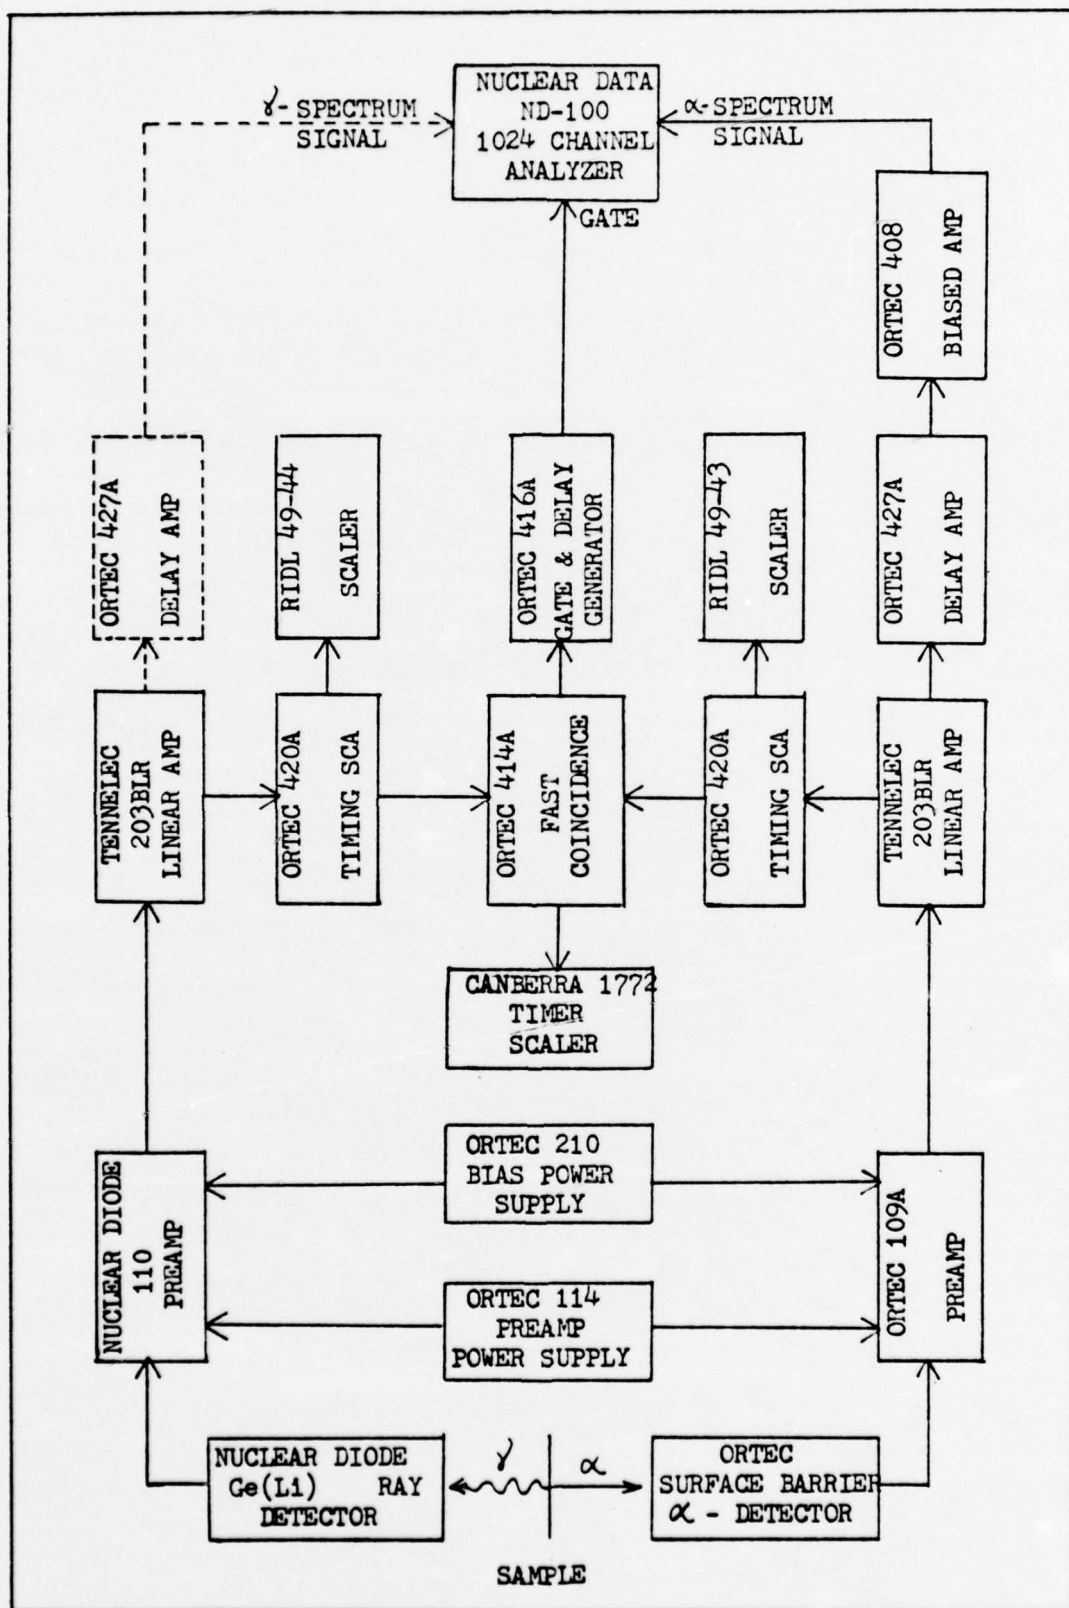 NUCLEAR DATA
ND-100
1024 CHANNEL
ANALYZER
γ-SPECTRUM
SIGNAL
α-SPECTRUM
SIGNAL
GATE
ORTEC 408
BIASED AMP
ORTEC 427A
DELAY AMP
RIDL 49-44
SCALER
ORTEC 416A
GATE & DELAY
GENERATOR
RIDL 49-43
SCALER
ORTEC 427A
DELAY AMP
TENNELEC
203BLR
LINEAR AMP
ORTEC 420A
TIMING SCA
ORTEC 414A
FAST
COINCIDENCE
ORTEC 420A
TIMING SCA
TENNELEC
203BLR
LINEAR AMP
CANBERRA 1772
TIMER
SCALER
NUCLEAR DIODE
110
PREAMP
ORTEC 210
BIAS POWER
SUPPLY
ORTEC 109A
PREAMP
ORTEC 114
PREAMP
POWER SUPPLY
NUCLEAR DIODE
Ge(Li) RAY
DETECTOR
γ
α
ORTEC
SURFACE BARRIER
α - DETECTOR
SAMPLE